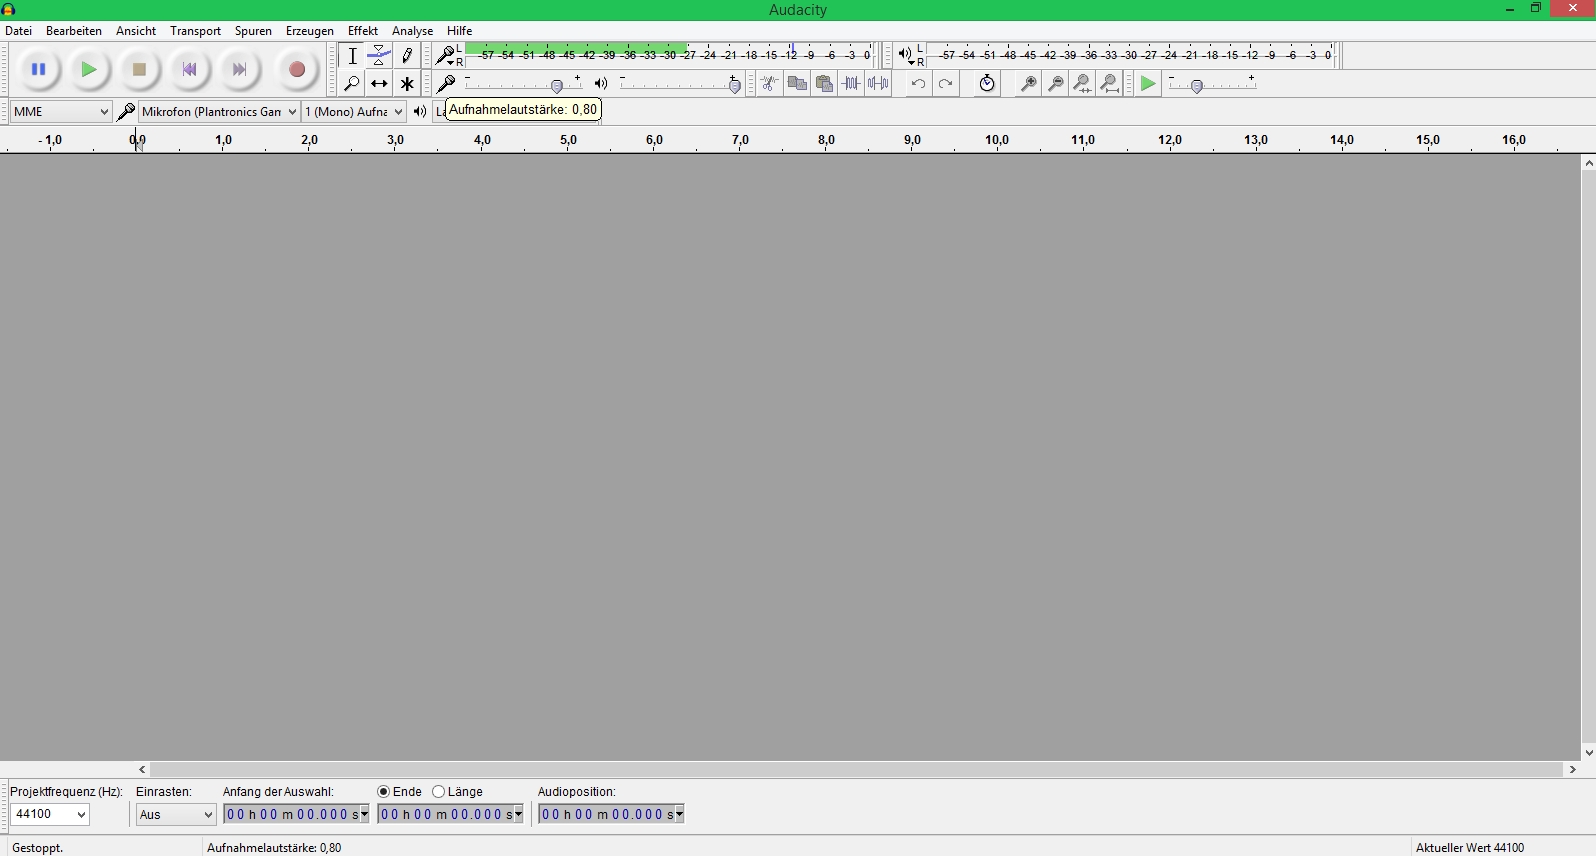 Audacity
Datei Bearbeiten Ansicht Transport Spuren Erzeugen Effekt Analyse Hilfe
L
R
-57 -54 -51 -48 -45 -42 -39 -36 -33 -30 -27 -24 -21 -18 -15 -12 -9 -6 -3 0
L
R
-57 -54 -51 -48 -45 -42 -39 -36 -33 -30 -27 -24 -21 -18 -15 -12 -9 -6 -3 0
- + - + - +
MME Mikrofon (Plantronics Gam 1 (Mono) Aufna
Aufnahmelautstärke: 0,80
- 1,0 0,0 1,0 2,0 3,0 4,0 5,0 6,0 7,0 8,0 9,0 10,0 11,0 12,0 13,0 14,0 15,0 16,0
Projektfrequenz (Hz): Einrasten: Anfang der Auswahl: Ende Länge Audioposition:
44100 Aus 00 h 00 m 00.000 s 00 h 00 m 00.000 s 00 h 00 m 00.000 s
Gestoppt. Aufnahmelautstärke: 0,80 Aktueller Wert 44100